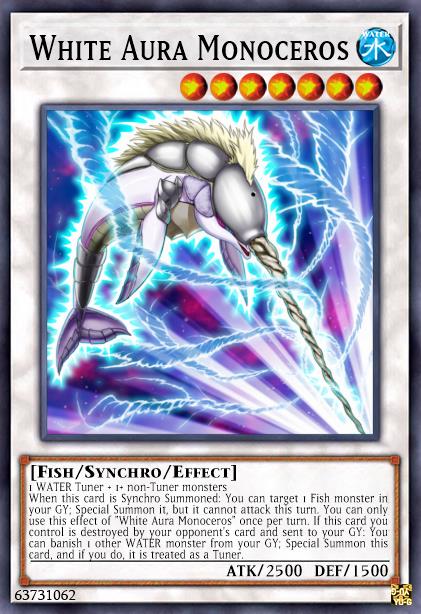 WHITE AURA MONOCEROS
WATER
水
[FISH/SYNCHRO/EFFECT]
1 WATER Tuner + 1+ non-Tuner monsters
When this card is Synchro Summoned: You can target 1 Fish monster in
your GY; Special Summon it, but it cannot attack this turn. You can only
use this effect of "White Aura Monoceros" once per turn. If this card you
control is destroyed by your opponent's card and sent to your GY: You
can banish 1 other WATER monster from your GY; Special Summon this
card, and if you do, it is treated as a Tuner.
ATK/2500 DEF/1500
63731062